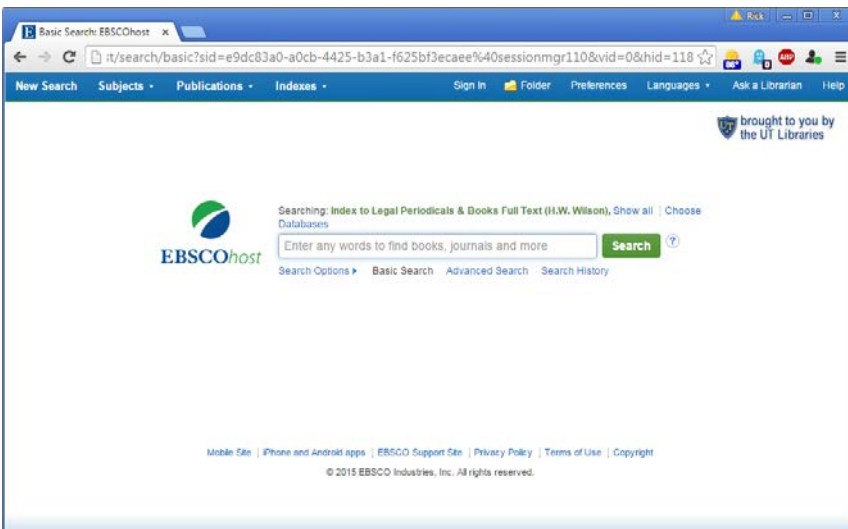 Basic Search: EBSCOhost
Rick
:t/search/basic?sid=e9dc83a0-a0cb-4425-b3a1-f625bf3ecaee%40sessionmgr110&vid=0&hid=118
ABP
0
New Search Subjects Publications Indexes Sign In Folder Preferences Languages Ask a Librarian Help
UT brought to you by
the UT Libraries
Searching: Index to Legal Periodicals & Books Full Text (H.W. Wilson), Show all | Choose
Databases
Enter any words to find books, journals and more Search ?
EBSCOhost
Search Options Basic Search Advanced Search Search History
Mobile Site | iPhone and Android apps | EBSCO Support Site | Privacy Policy | Terms of Use | Copyright
© 2015 EBSCO Industries, Inc. All rights reserved.